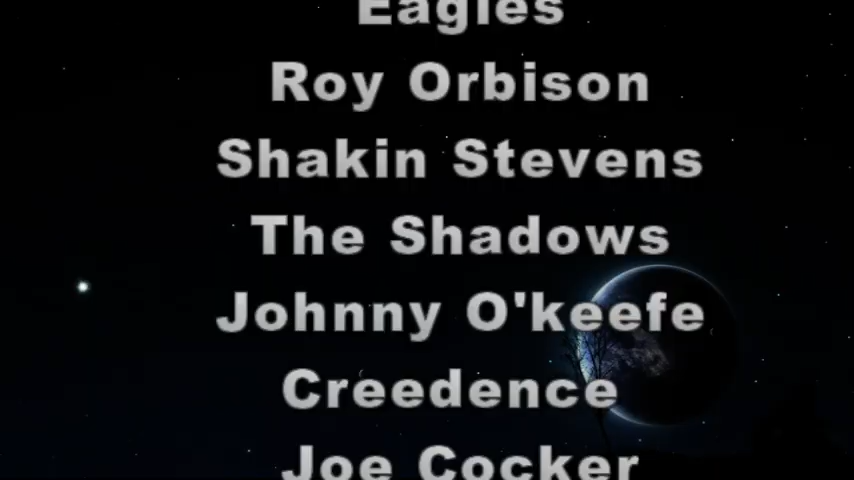 Eagles
Roy Orbison
Shakin Stevens
The Shadows
Johnny O'keefe
Creedence
Joe Cocker